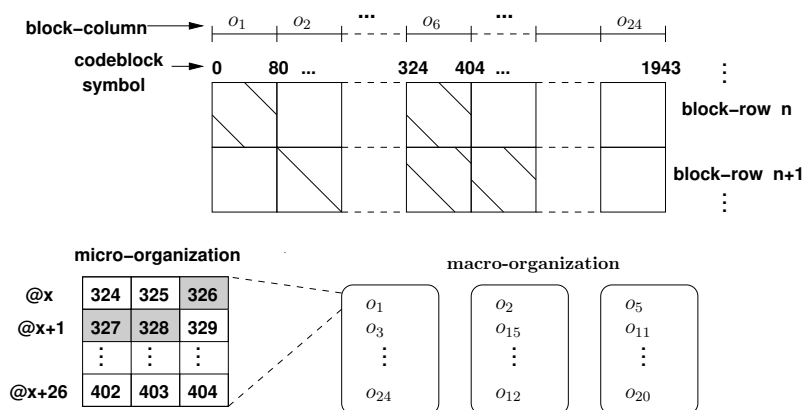 block–column o1 o2 ... o6 ... o24
codeblock symbol 0 80 ... 324 404 ... 1943 ⋮
block–row n
block–row n+1
⋮
micro–organization
macro-organization
@x 324 325 326
@x+1 327 328 329
⋮ ⋮ ⋮
@x+26 402 403 404
o1 o2 o5
o3 o15 o11
⋮ ⋮ ⋮
o24 o12 o20